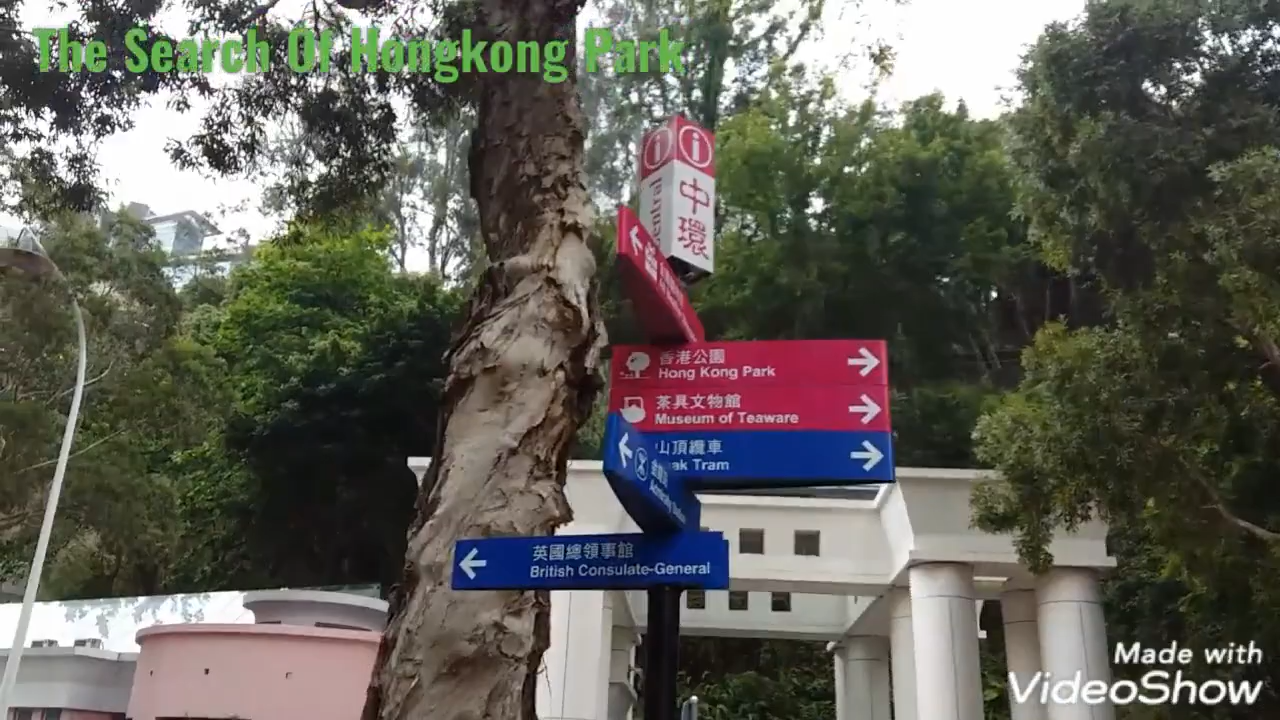 The Search Of Hongkong Park
i
i
中環
香港公園
Hong Kong Park
茶具文物館
Museum of Teaware
山頂纜車
Tram
英國總領事館
British Consulate-General
Made with
VideoShow